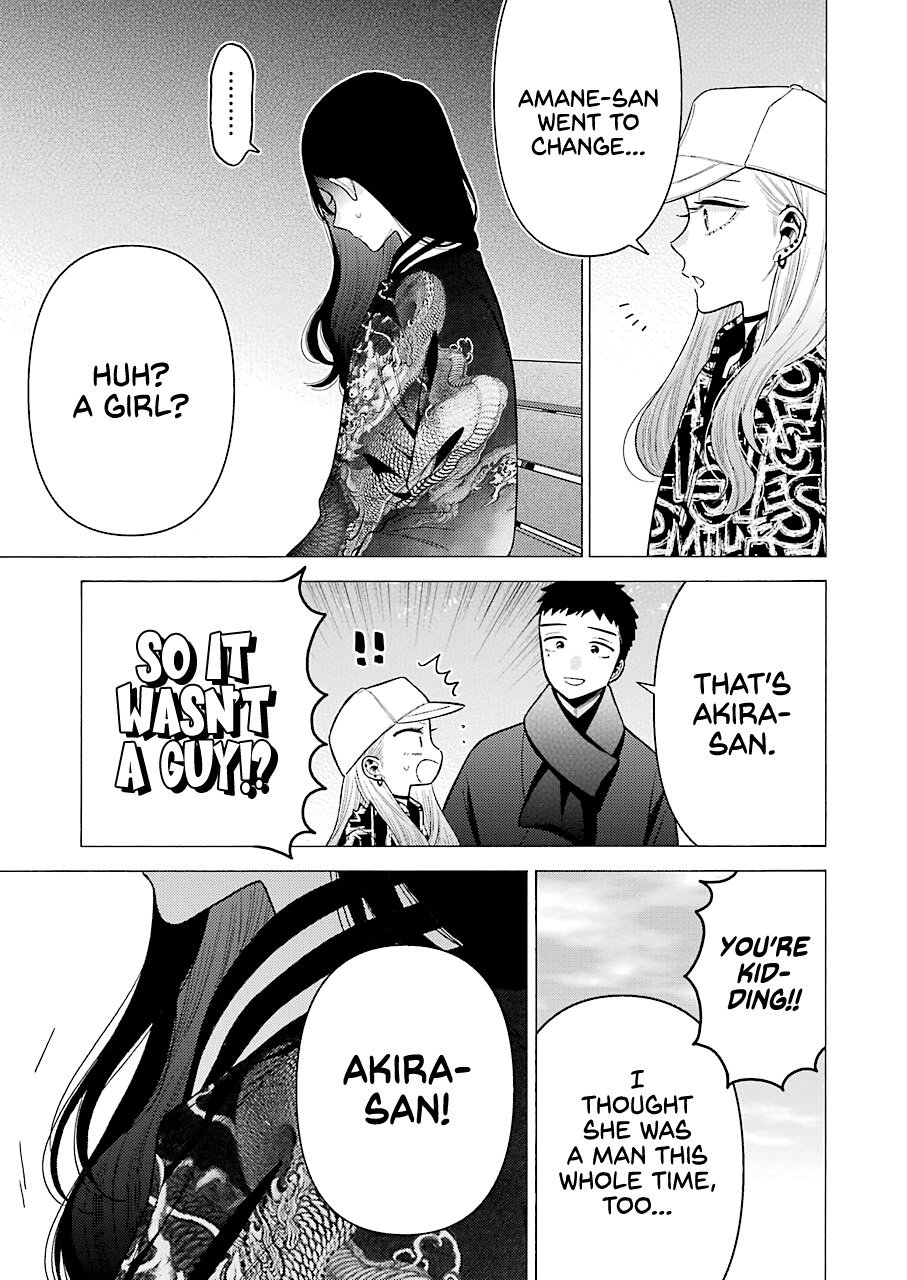 AMANE-SAN
WENT TO
CHANGE...
.........
HUH?
A GIRL?
THAT'S
AKIRA-
SAN.
!!
SO IT
WASN'T
A GUY!?
YOU'RE
KID-
DING!!
I
THOUGHT
SHE WAS
A MAN THIS
WHOLE TIME,
TOO...
AKIRA-
SAN!